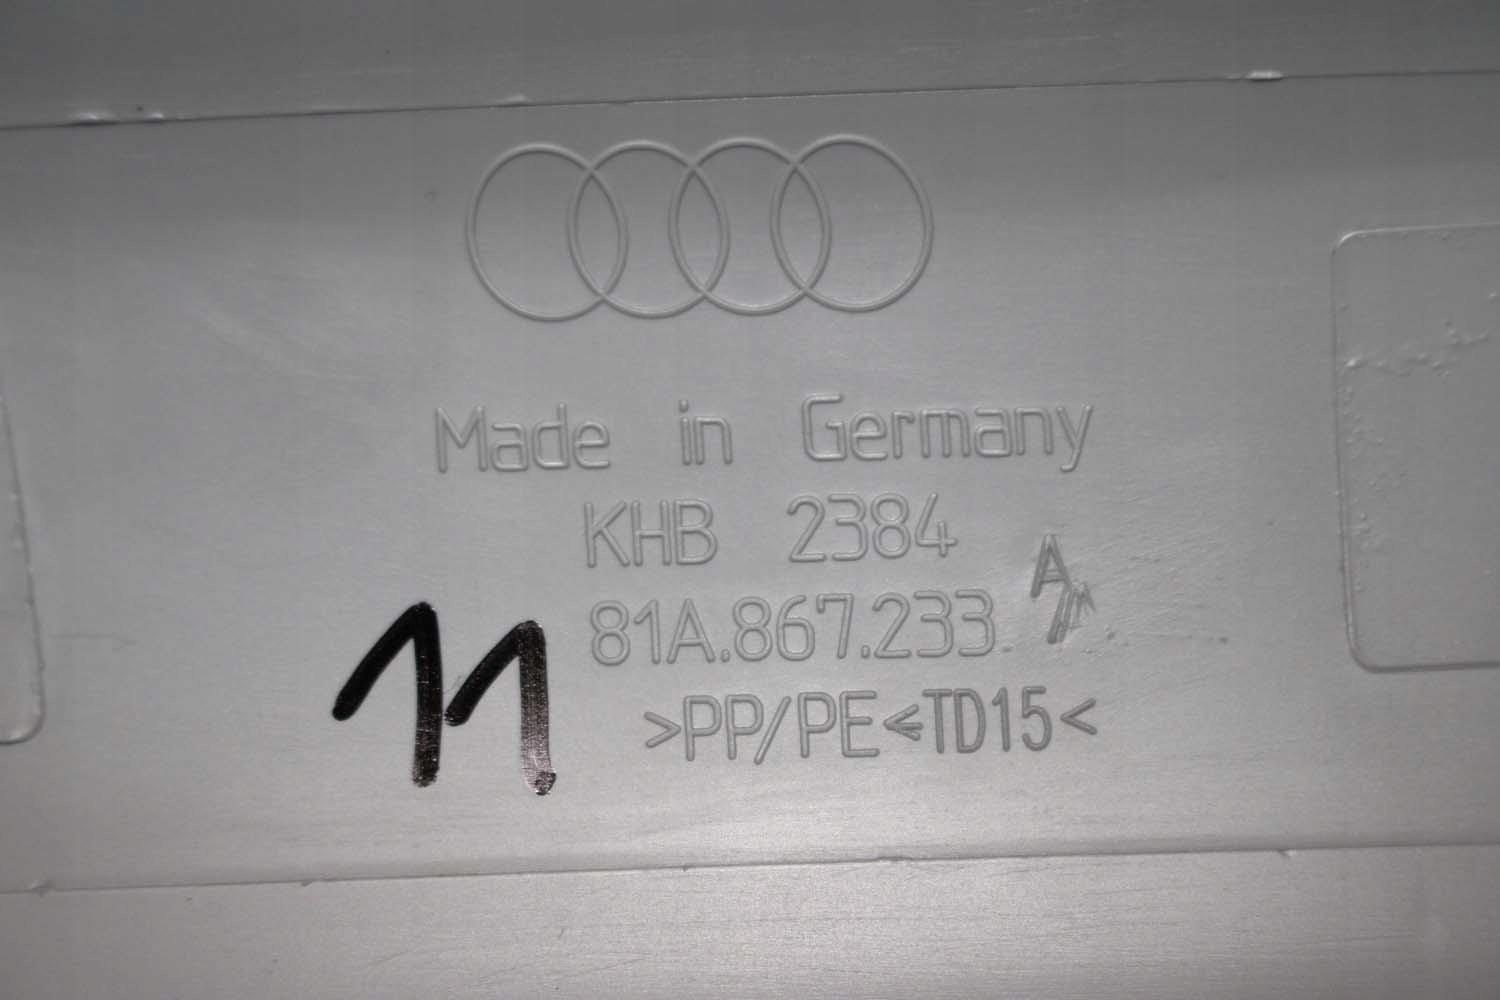 Made in Germany
KHB 2384
A
81A.867.233.
11
>PP/PE<TD15<